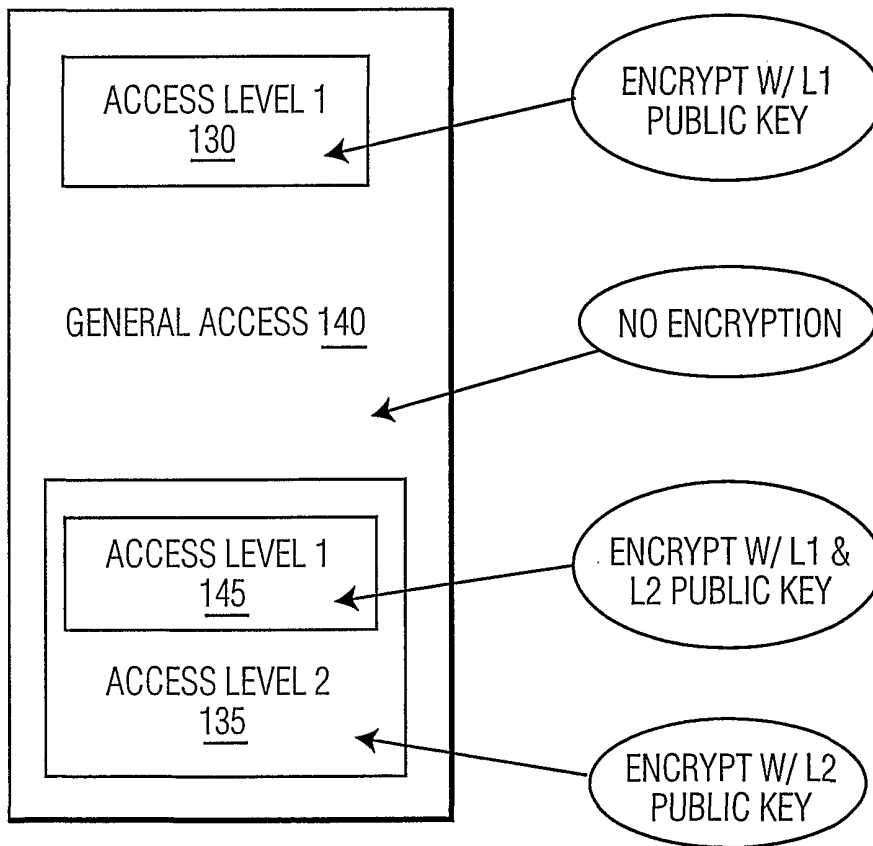 ACCESS LEVEL 1
130
ENCRYPT W/ L1
PUBLIC KEY
GENERAL ACCESS 140
NO ENCRYPTION
ACCESS LEVEL 1
145
ENCRYPT W/ L1 &
L2 PUBLIC KEY
ACCESS LEVEL 2
135
ENCRYPT W/ L2
PUBLIC KEY